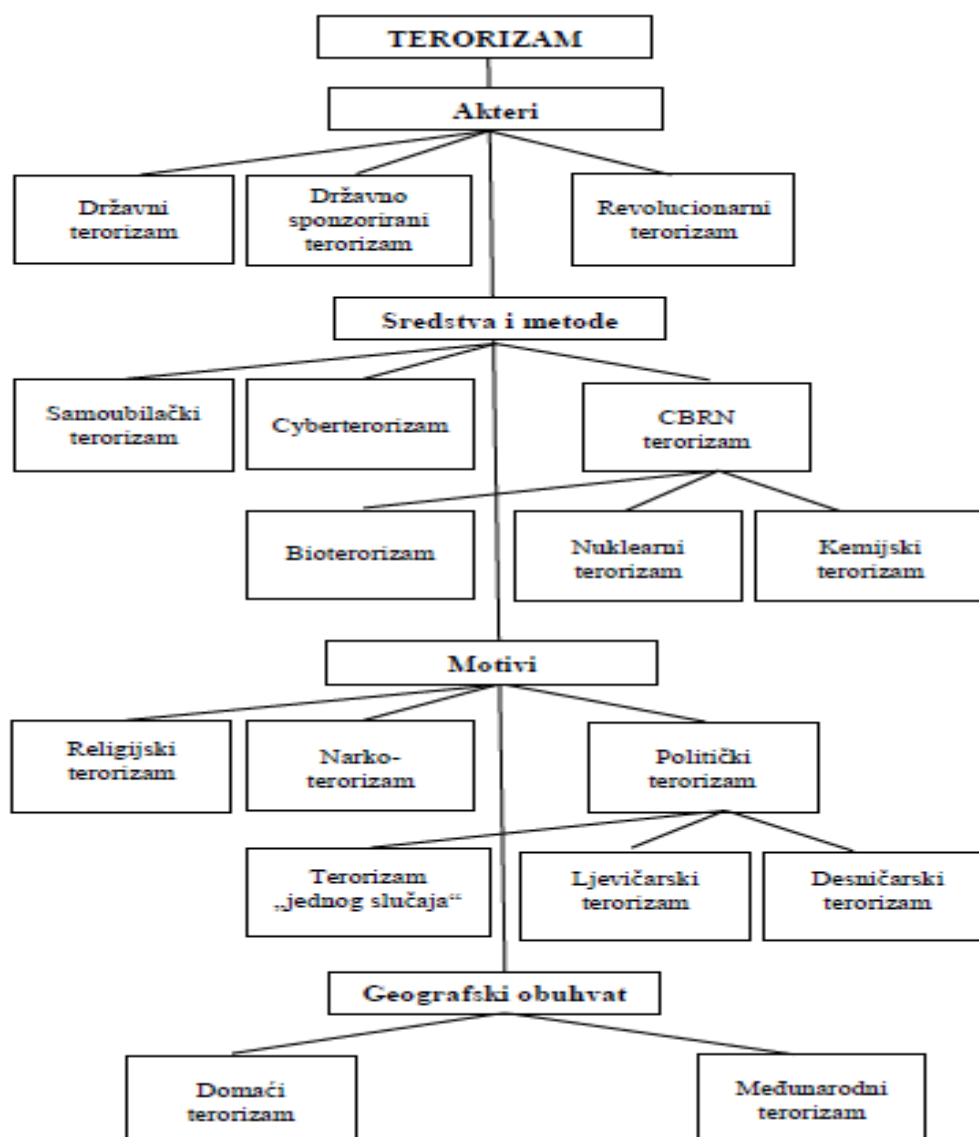 TERORIZAM
Akteri
Državni
terorizam
Državno
sponzorirani
terorizam
Revolucionarni
terorizam
Sredstva i metode
Samoubilački
terorizam
Cyberterorizam
CBRN
terorizam
Bioterorizam
Nuklearni
terorizam
Kemijski
terorizam
Motivi
Religijski
terorizam
Narko-
terorizam
Politički
terorizam
Terorizam
„jednog slučaja“
Ljevičarski
terorizam
Desničarski
terorizam
Geografski obuhvat
Domaći
terorizam
Međunarodni
terorizam